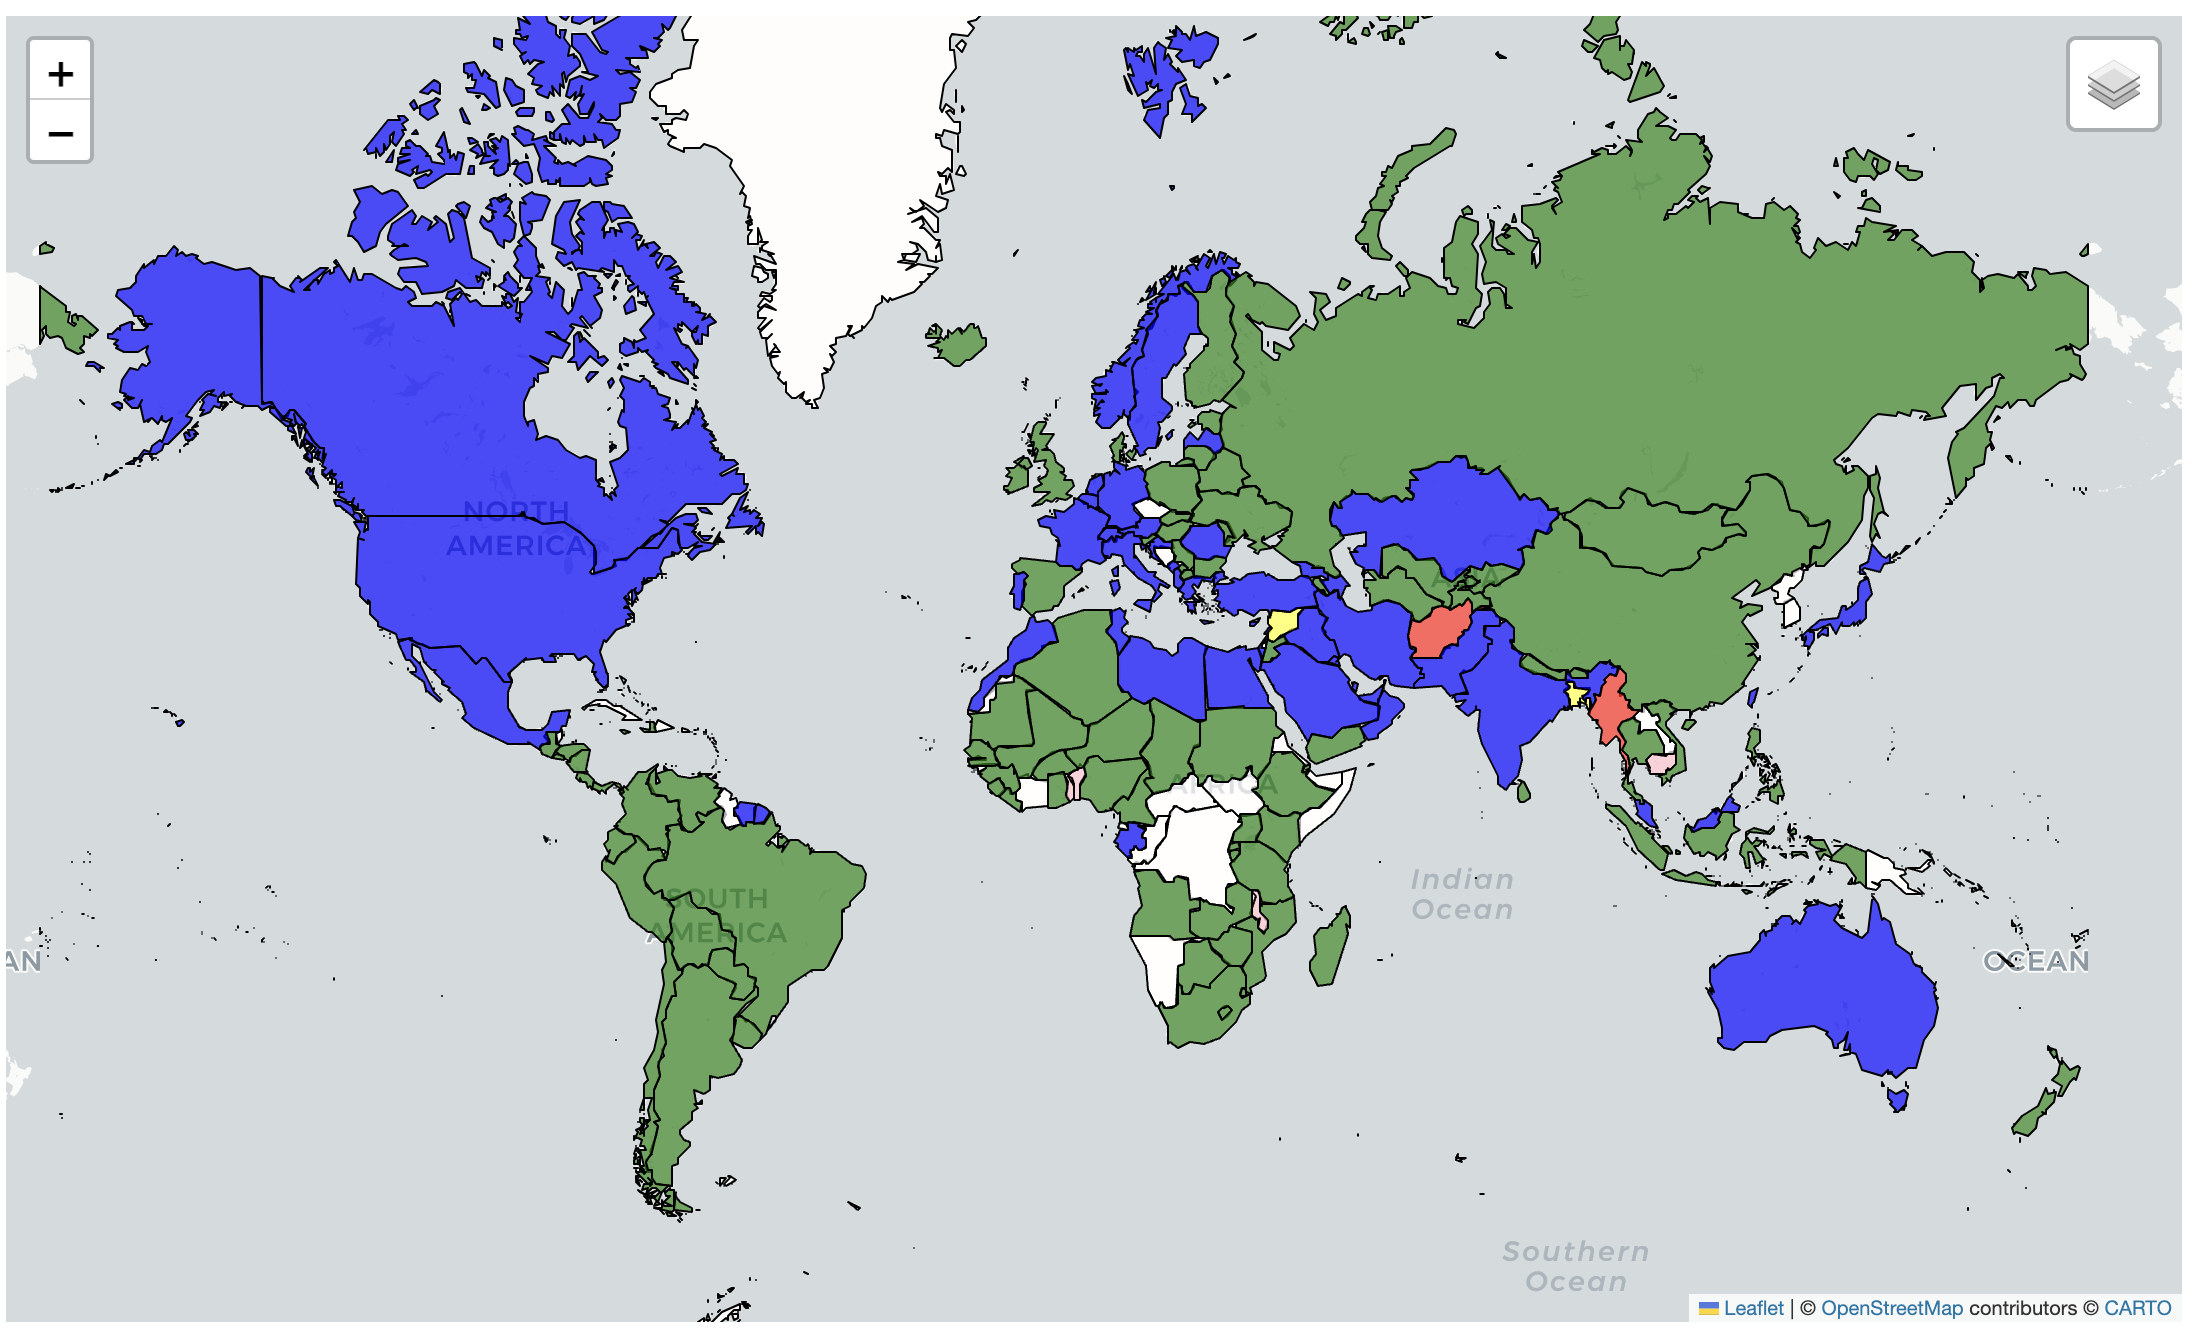 +
−
NORTH
AMERICA
ASIA
AFRICA
SOUTH
AMERICA
Indian
Ocean
AN
OCEAN
Southern
Ocean
Leaflet | © OpenStreetMap contributors © CARTO